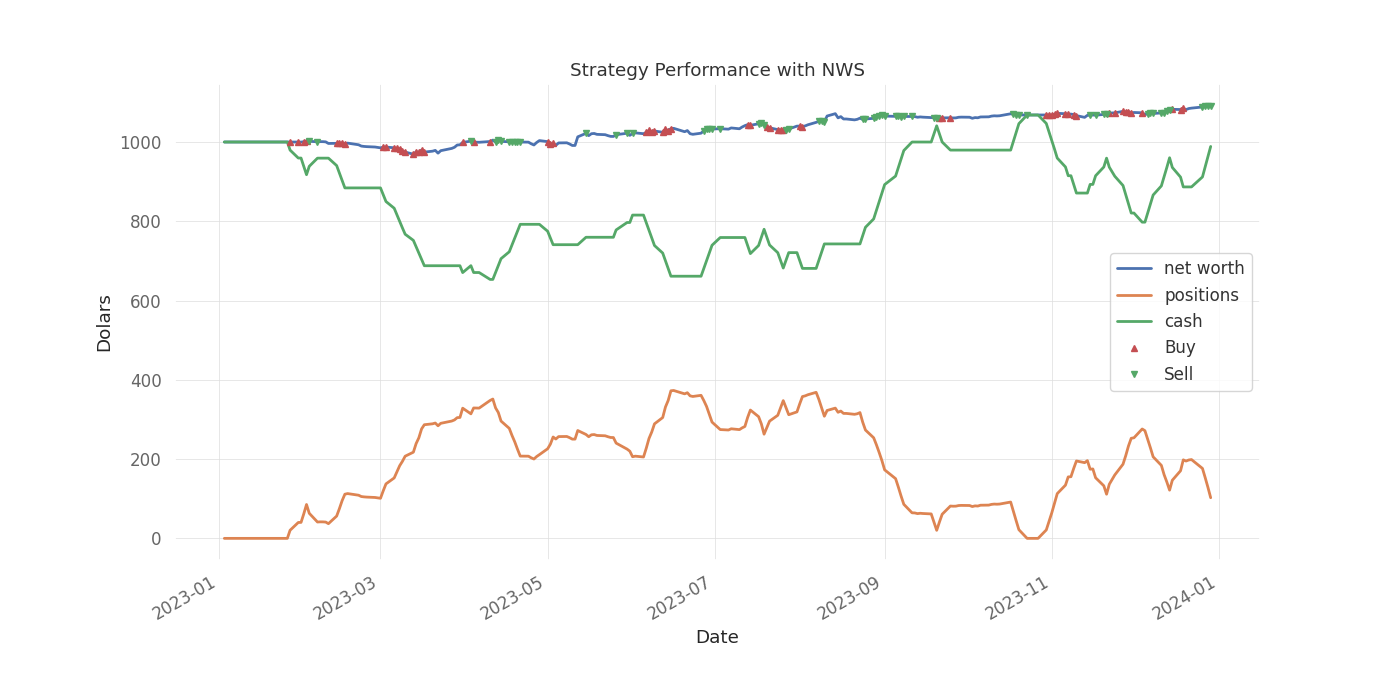 Strategy Performance with NWS
1000
800
600
400
200
0
Dolars
net worth
positions
cash
Buy
Sell
2023-01
2023-03
2023-05
2023-07
2023-09
2023-11
2024-01
Date